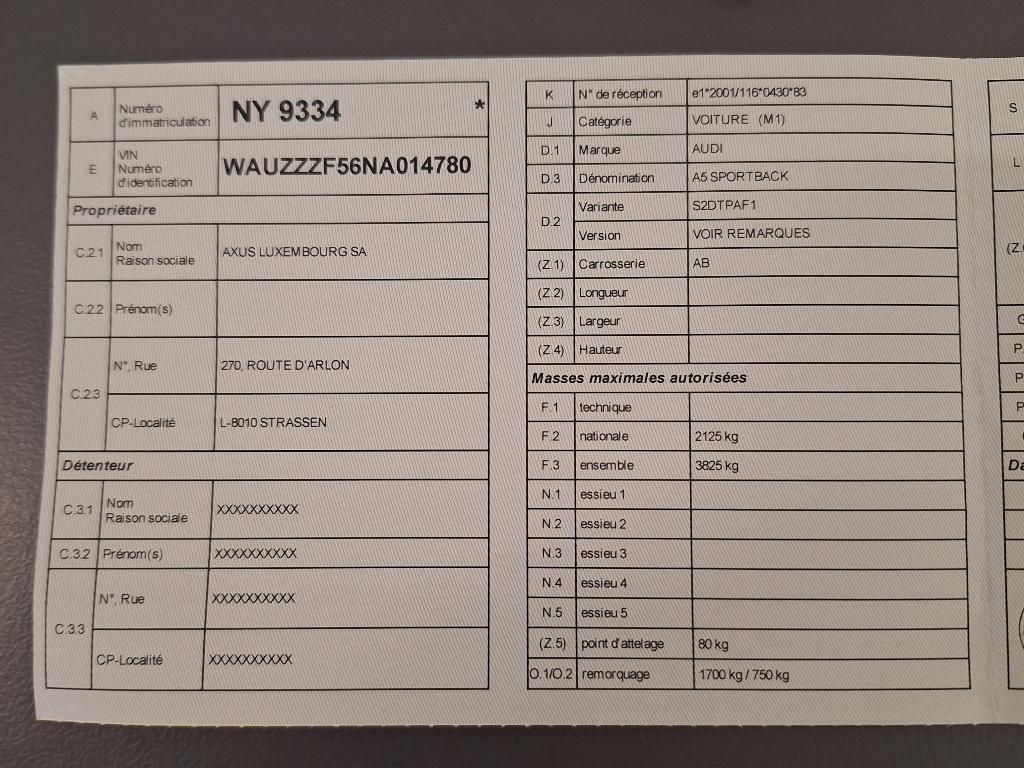 A Numéro d'immatriculation NY 9334 *
E VIN Numéro d'identification WAUZZZF56NA014780
Propriétaire
C.2.1 Nom Raison sociale AXUS LUXEMBOURG SA
C.2.2 Prénom(s)
C.2.3 N°, Rue 270, ROUTE D'ARLON
CP-Localité L-8010 STRASSEN
Détenteur
C.3.1 Nom Raison sociale XXXXXXXXXX
C.3.2 Prénom(s) XXXXXXXXXX
C.3.3 N°, Rue XXXXXXXXXX
CP-Localité XXXXXXXXXX
K N° de réception e1*2001/116*0430*83
J Catégorie VOITURE (M1)
D.1 Marque AUDI
D.3 Dénomination A5 SPORTBACK
D.2 Variante S2DTPAF1
Version VOIR REMARQUES
(Z.1) Carrosserie AB
(Z.2) Longueur
(Z.3) Largeur
(Z.4) Hauteur
Masses maximales autorisées
F.1 technique
F.2 nationale 2125 kg
F.3 ensemble 3825 kg
N.1 essieu 1
N.2 essieu 2
N.3 essieu 3
N.4 essieu 4
N.5 essieu 5
(Z.5) point d'attelage 80 kg
O.1/O.2 remorquage 1700 kg / 750 kg
S
L